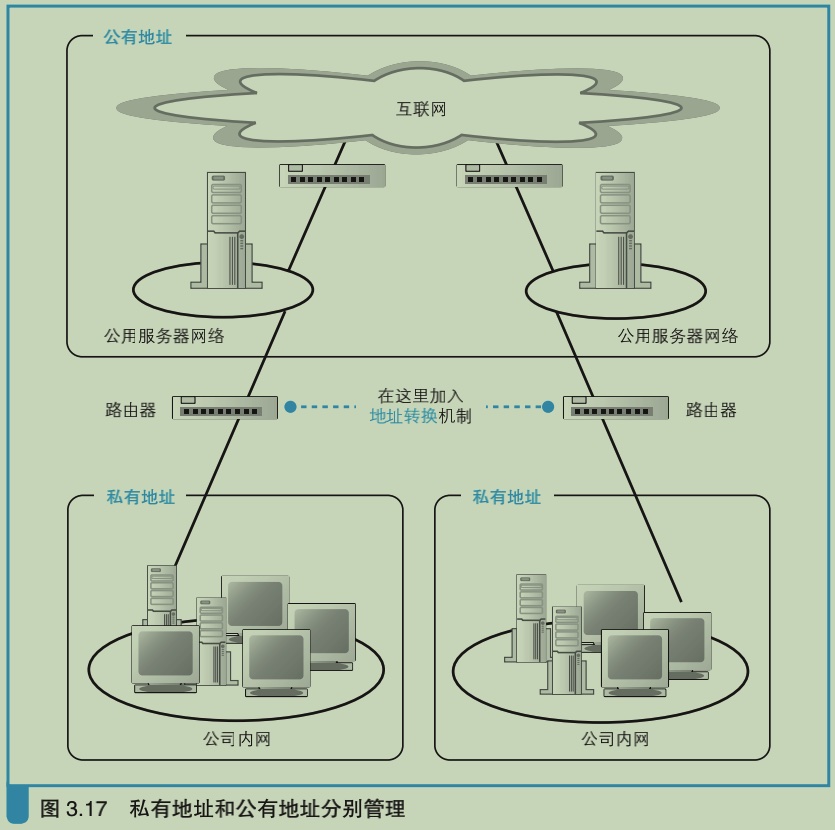 公有地址
互联网
公用服务器网络
公用服务器网络
路由器
在这里加入
地址转换机制
路由器
私有地址
私有地址
公司内网
公司内网
图 3.17 私有地址和公有地址分别管理